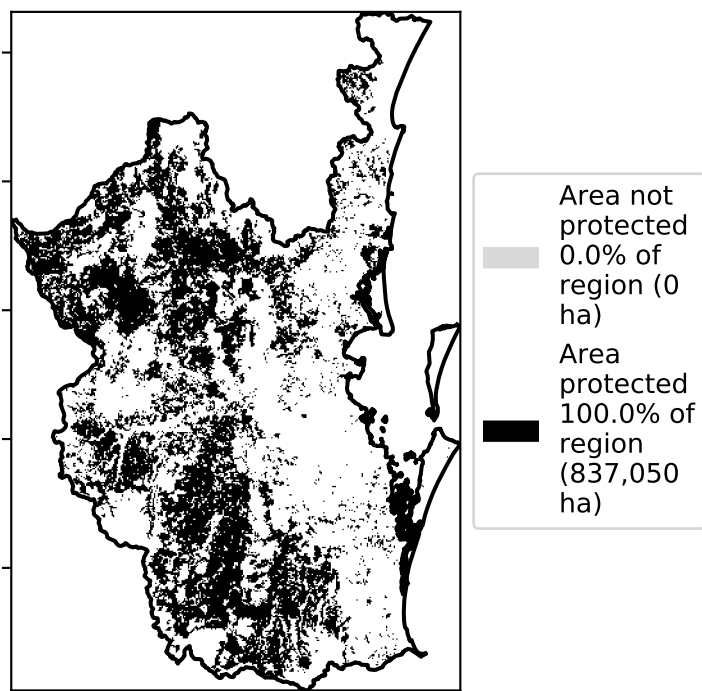 Area not
protected
0.0% of
region (0
ha)
Area
protected
100.0% of
region
(837,050
ha)